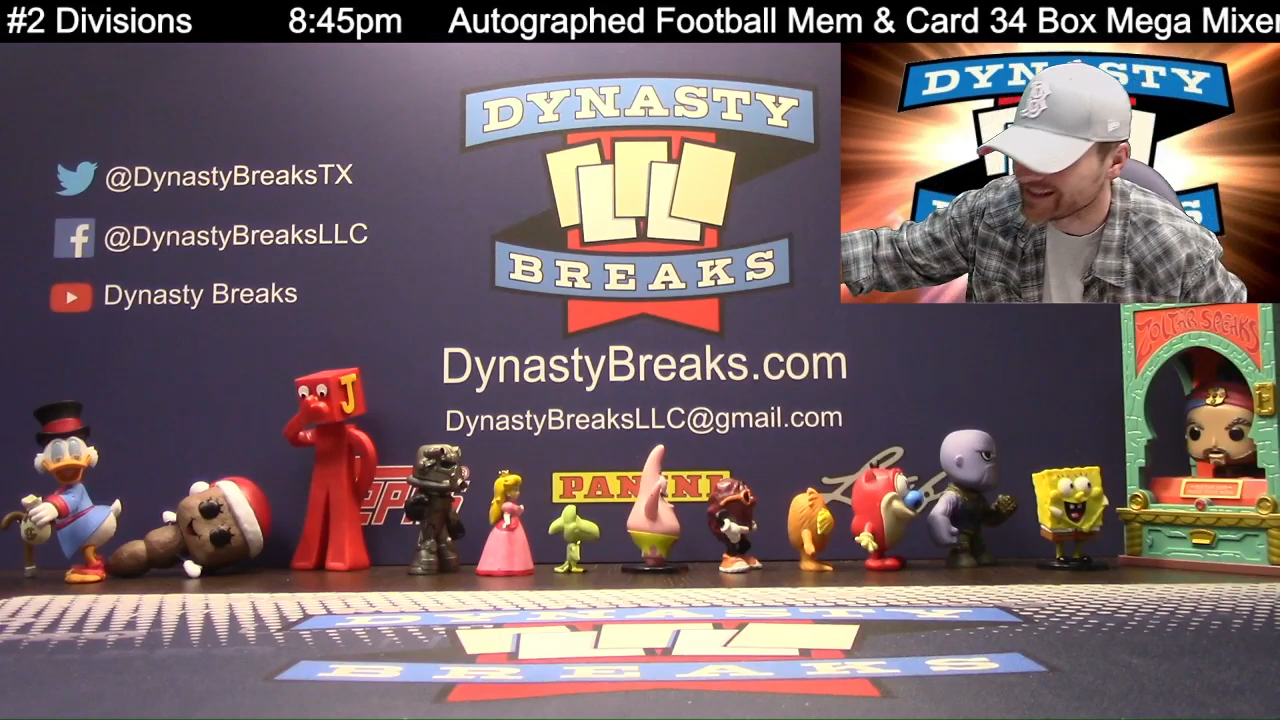 #2 Divisions 8:45pm Autographed Football Mem & Card 34 Box Mega Mixer
DYNASTY
BREAKS
@DynastyBreaksTX
f @DynastyBreaksLLC
Dynasty Breaks
DynastyBreaks.com
DynastyBreaksLLC@gmail.com
DYNASTY
ZOLTAR SPEAKS
J
PANINI
DYNASTY
BREAKS